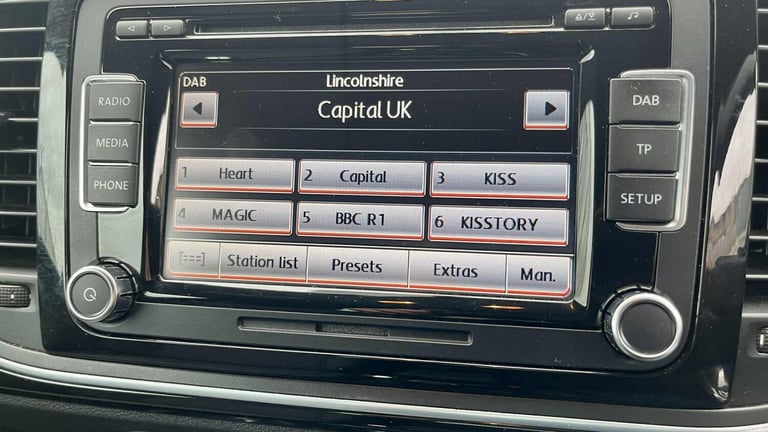 DAB Lincolnshire
Capital UK
RADIO
MEDIA
PHONE
1 Heart 2 Capital 3 KISS
4 MAGIC 5 BBC R1 6 KISSTORY
Station list Presets Extras Man.
DAB
TP
SETUP